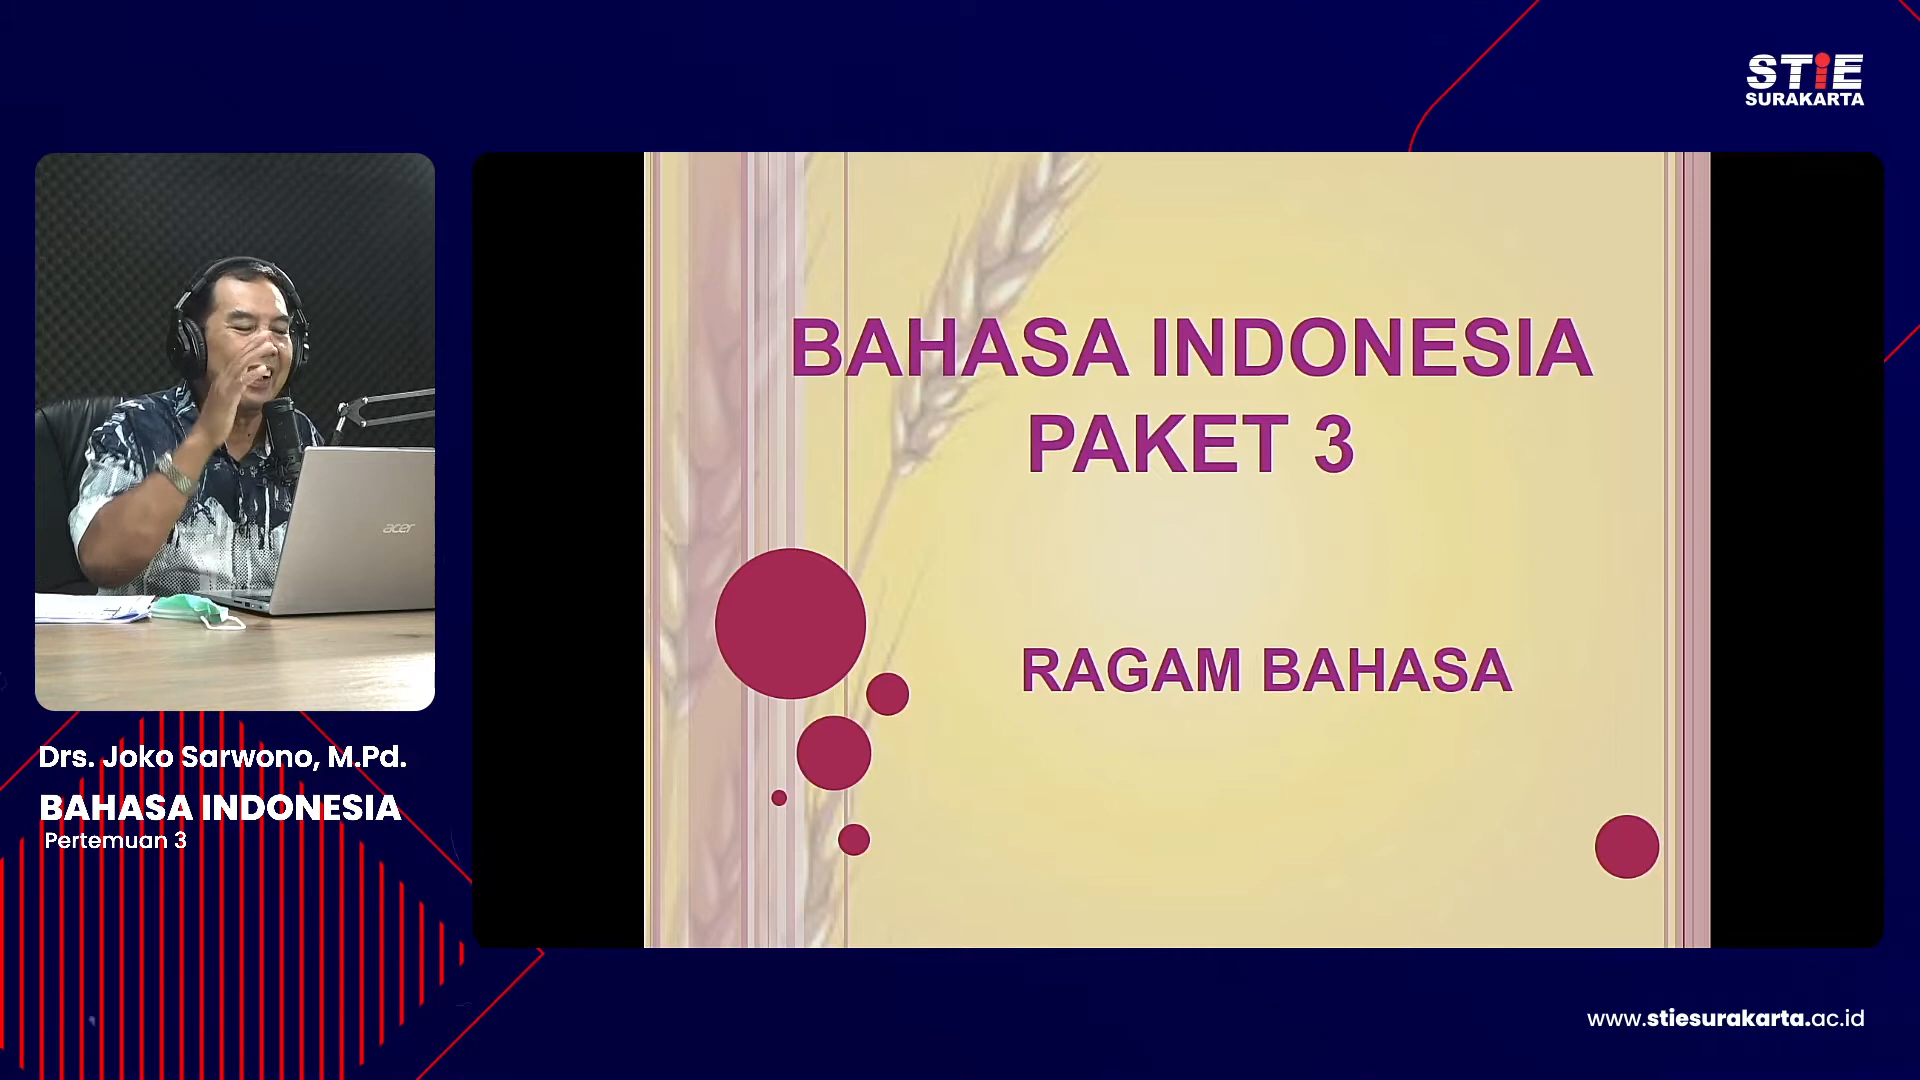 STiE
SURAKARTA
BAHASA INDONESIA
PAKET 3
RAGAM BAHASA
acer
Drs. Joko Sarwono, M.Pd.
BAHASA INDONESIA
Pertemuan 3
www.stiesurakarta.ac.id